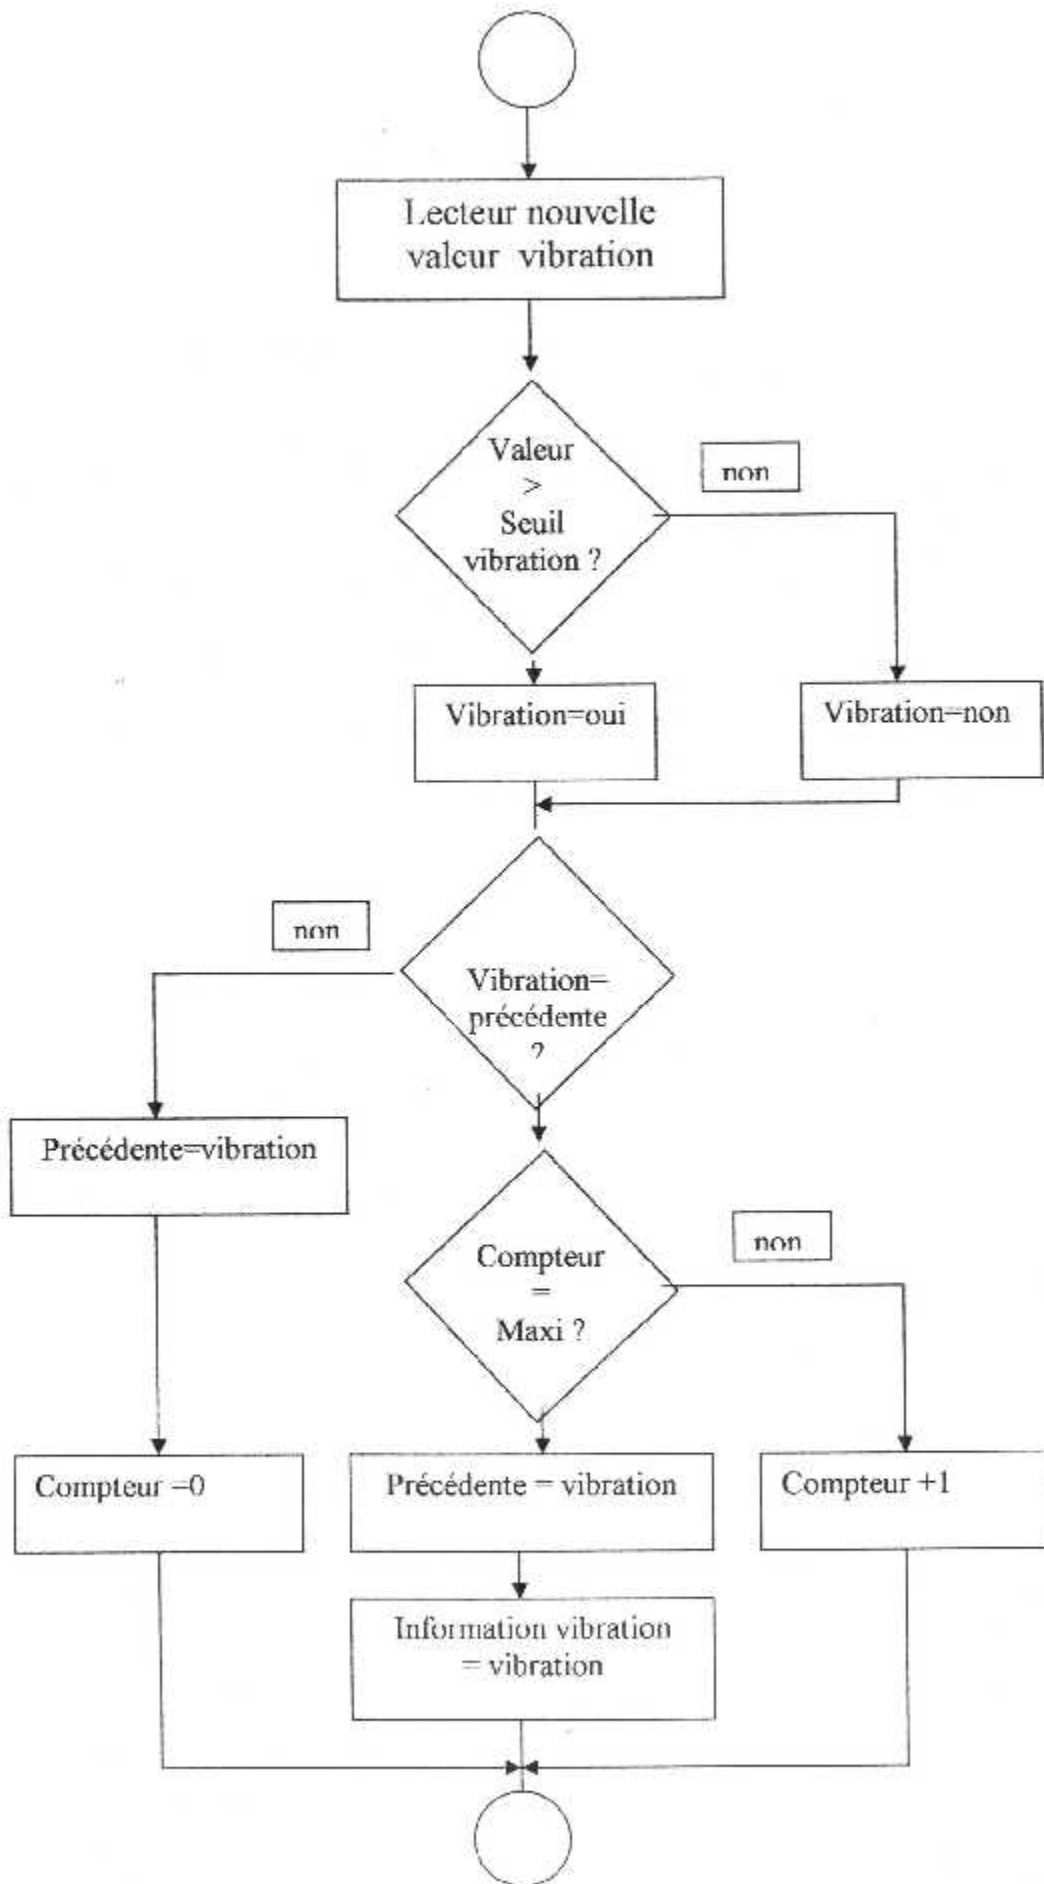 Lecteur nouvelle
valeur vibration
Valeur
>
Seuil
vibration ?
non
Vibration=oui
Vibration=non
non
Vibration=
précédente
?
Précédente=vibration
Compteur
=
Maxi ?
non
Compteur =0
Précédente = vibration
Compteur +1
Information vibration
= vibration